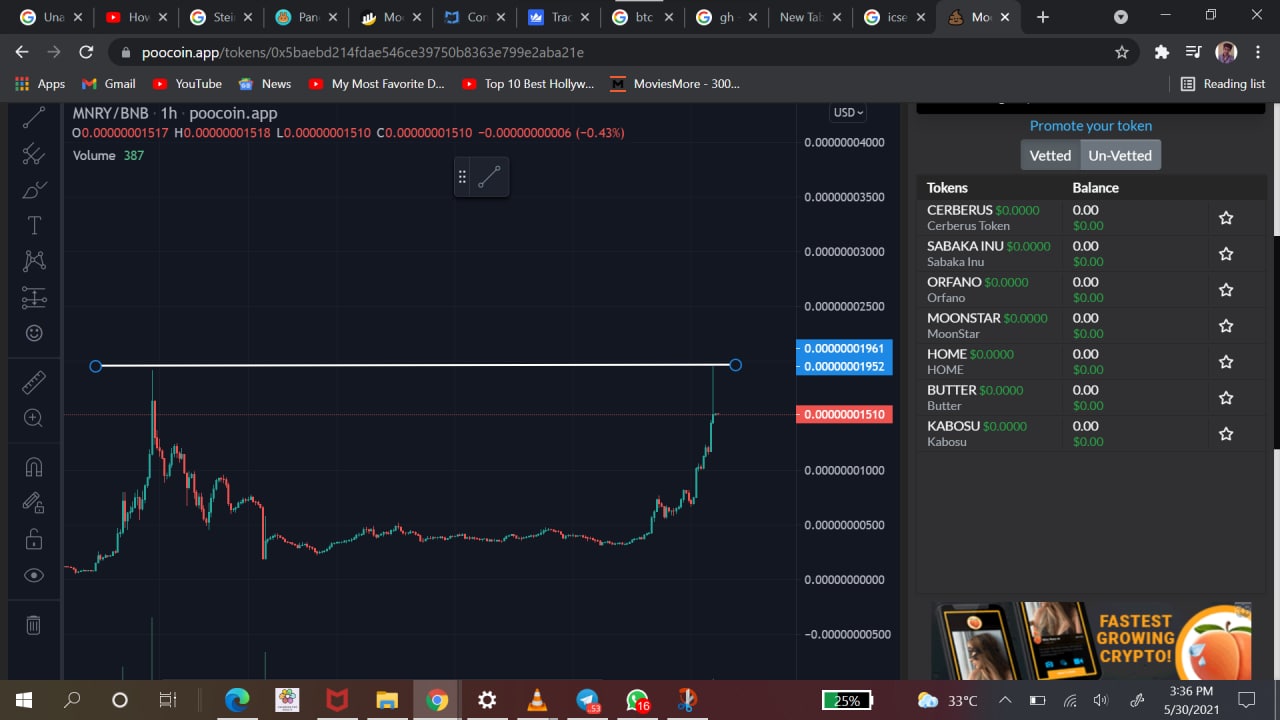 Una
Hov
Stei
Pan
Mo
Con
Trac
btc
gh
New Tab
icse
Mo
poocoin.app/tokens/0x5baebd214fdae546ce39750b8363e799e2aba21e
Apps Gmail YouTube News My Most Favorite D... Top 10 Best Hollyw... MoviesMore - 300... Reading list
MNRY/BNB · 1h · poocoin.app
O0.00000001517 H0.00000001518 L0.00000001510 C0.00000001510 −0.00000000006 (−0.43%)
Volume 387
USD
0.00000004000
0.00000003500
0.00000003000
0.00000002500
0.00000001961
0.00000001952
0.00000001510
0.00000001000
0.00000000500
0.00000000000
−0.00000000500
Promote your token
Vetted Un-Vetted
Tokens Balance
CERBERUS $0.0000 0.00
Cerberus Token $0.00
SABAKA INU $0.0000 0.00
Sabaka Inu $0.00
ORFANO $0.0000 0.00
Orfano $0.00
MOONSTAR $0.0000 0.00
MoonStar $0.00
HOME $0.0000 0.00
HOME $0.00
BUTTER $0.0000 0.00
Butter $0.00
KABOSU $0.0000 0.00
Kabosu $0.00
FASTEST
GROWING
CRYPTO!
53
16
25%
33°C
3:36 PM
5/30/2021